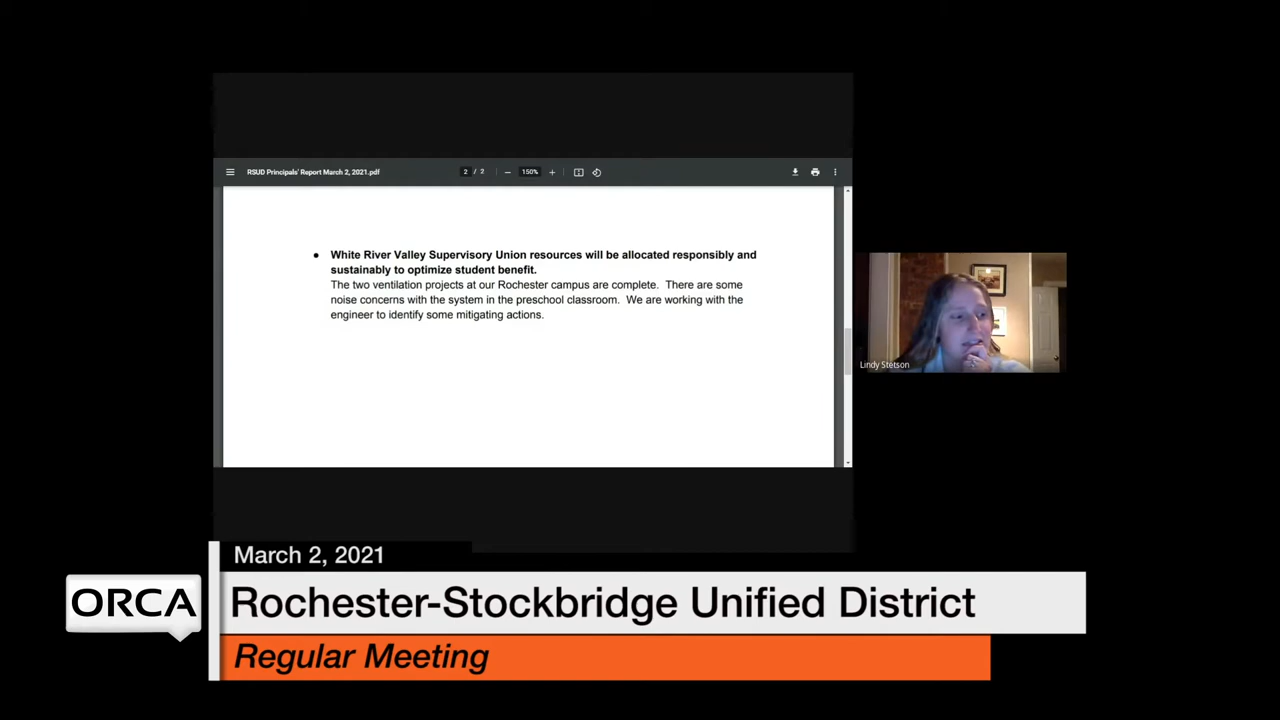 RSUD Principals' Report March 2, 2021.pdf
2 / 2
150%
● White River Valley Supervisory Union resources will be allocated responsibly and
sustainably to optimize student benefit.
The two ventilation projects at our Rochester campus are complete.  There are some
noise concerns with the system in the preschool classroom.  We are working with the
engineer to identify some mitigating actions.
Lindy Stetson
March 2, 2021
ORCA
Rochester-Stockbridge Unified District
Regular Meeting